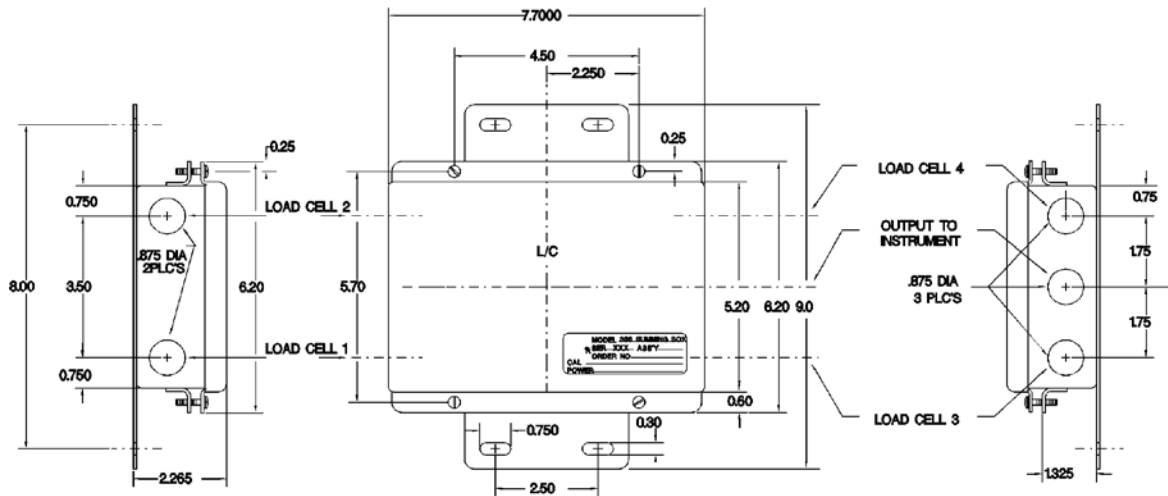 7.7000
4.50
2.250
0.25
0.25
LOAD CELL 4
0.750
LOAD CELL 2
0.75
.875 DIA
2PLC'S
L/C
OUTPUT TO
INSTRUMENT
1.75
8.00
3.50
6.20
5.70
5.20
6.20
9.0
.875 DIA
3 PLC'S
1.75
LOAD CELL 1
MODEL SUMMING BOX
SER XXX ASS'Y
ORDER NO
CAL
POWER
0.750
0.60
LOAD CELL 3
0.750
0.30
2.265
2.50
1.325